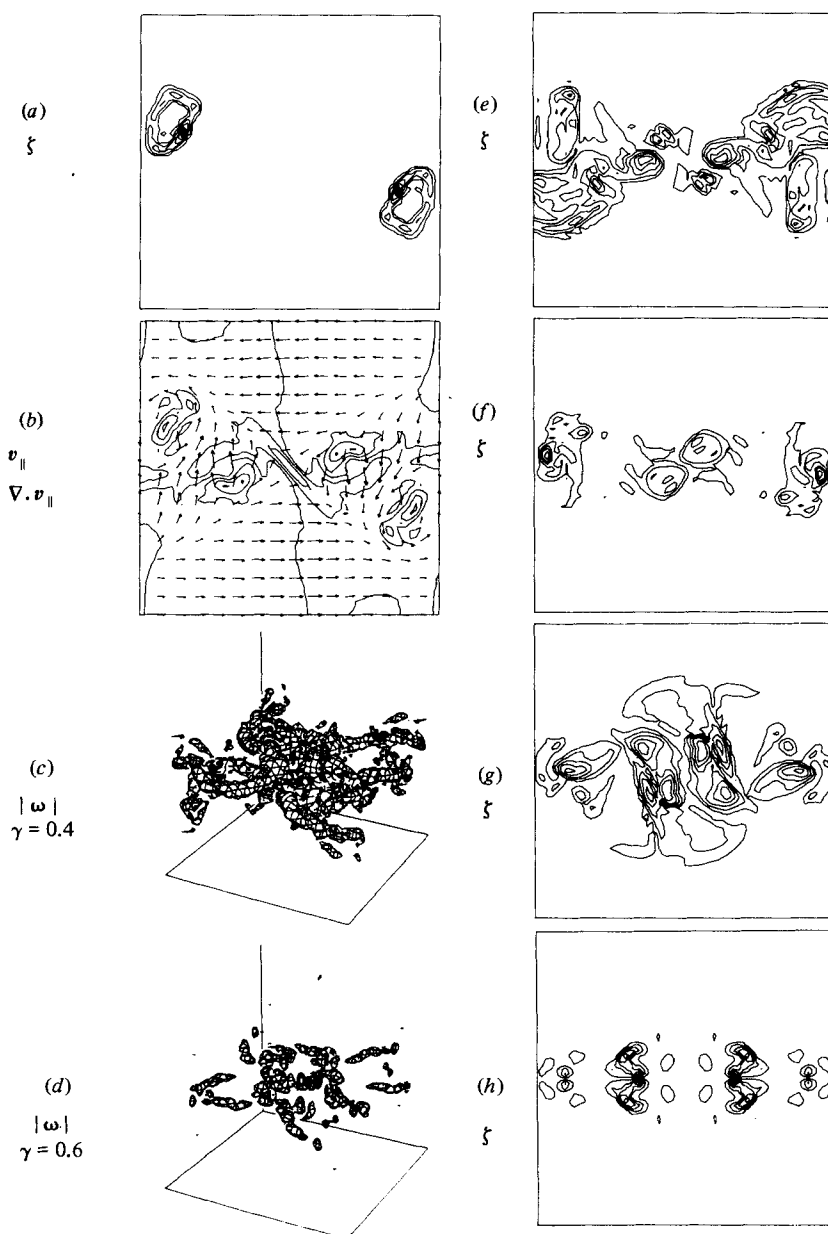 (a)
ζ
(b)
v∥
∇. v∥
(c)
| ω |
γ = 0.4
(d)
| ω |
γ = 0.6
(e)
ζ
(f)
ζ
(g)
ζ
(h)
ζ